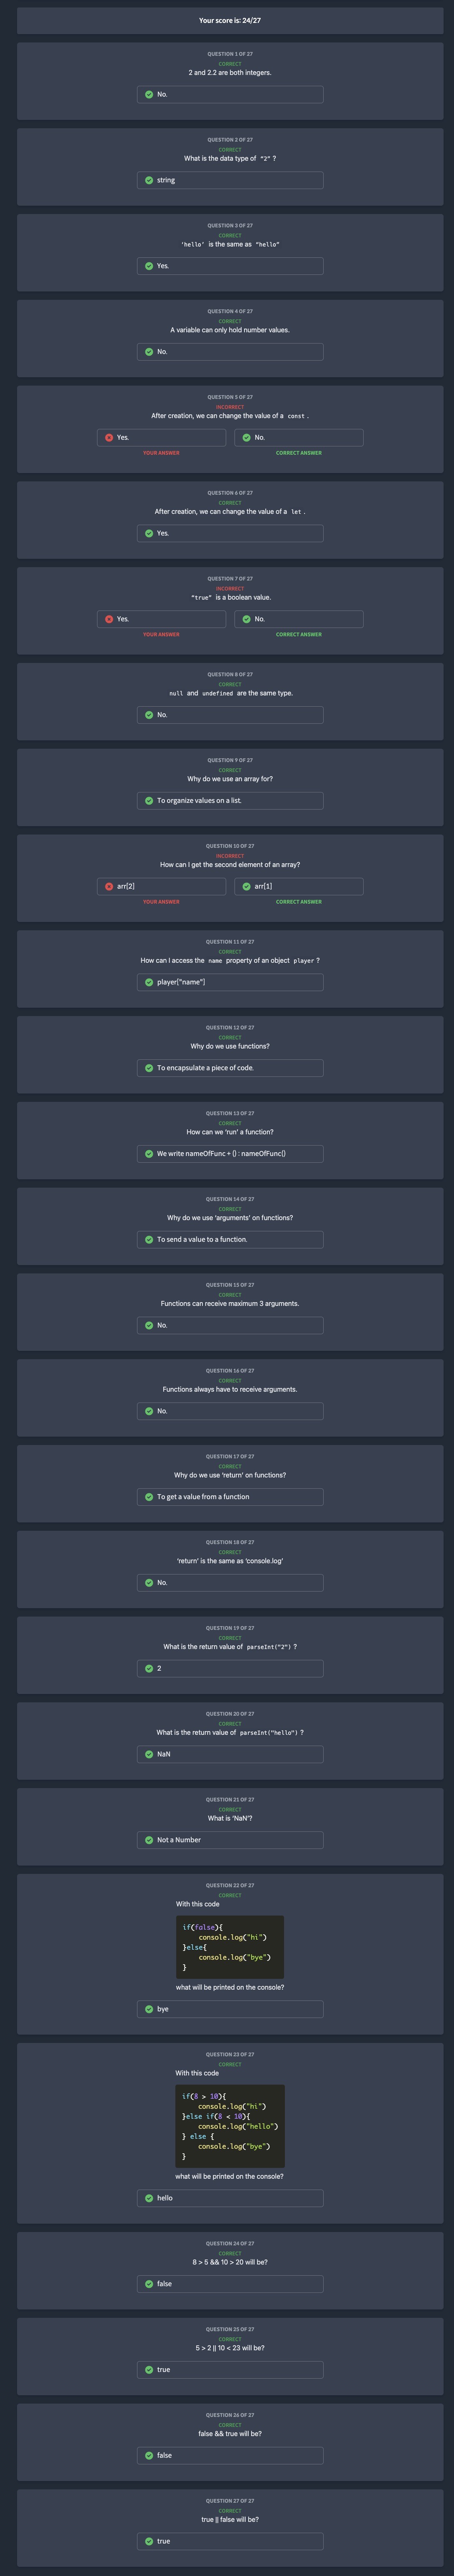 Your score is: 24/27
QUESTION 1 OF 27
CORRECT
2 and 2.2 are both integers.
No.
QUESTION 2 OF 27
CORRECT
What is the data type of "2" ?
string
QUESTION 3 OF 27
CORRECT
'hello' is the same as "hello"
Yes.
QUESTION 4 OF 27
CORRECT
A variable can only hold number values.
No.
QUESTION 5 OF 27
INCORRECT
After creation, we can change the value of a const .
Yes. No.
YOUR ANSWER CORRECT ANSWER
QUESTION 6 OF 27
CORRECT
After creation, we can change the value of a let .
Yes.
QUESTION 7 OF 27
INCORRECT
"true" is a boolean value.
Yes. No.
YOUR ANSWER CORRECT ANSWER
QUESTION 8 OF 27
CORRECT
null and undefined are the same type.
No.
QUESTION 9 OF 27
CORRECT
Why do we use an array for?
To organize values on a list.
QUESTION 10 OF 27
INCORRECT
How can I get the second element of an array?
arr[2] arr[1]
YOUR ANSWER CORRECT ANSWER
QUESTION 11 OF 27
CORRECT
How can I access the name property of an object player ?
player["name"]
QUESTION 12 OF 27
CORRECT
Why do we use functions?
To encapsulate a piece of code.
QUESTION 13 OF 27
CORRECT
How can we 'run' a function?
We write nameOfFunc + () : nameOfFunc()
QUESTION 14 OF 27
CORRECT
Why do we use 'arguments' on functions?
To send a value to a function.
QUESTION 15 OF 27
CORRECT
Functions can receive maximum 3 arguments.
No.
QUESTION 16 OF 27
CORRECT
Functions always have to receive arguments.
No.
QUESTION 17 OF 27
CORRECT
Why do we use 'return' on functions?
To get a value from a function
QUESTION 18 OF 27
CORRECT
'return' is the same as 'console.log'
No.
QUESTION 19 OF 27
CORRECT
What is the return value of parseInt("2") ?
2
QUESTION 20 OF 27
CORRECT
What is the return value of parseInt("hello") ?
NaN
QUESTION 21 OF 27
CORRECT
What is 'NaN'?
Not a Number
QUESTION 22 OF 27
CORRECT
With this code
if(false){
console.log("hi")
}else{
console.log("bye")
}
what will be printed on the console?
bye
QUESTION 23 OF 27
CORRECT
With this code
if(8 > 10){
console.log("hi")
}else if(8 < 10){
console.log("hello")
} else {
console.log("bye")
}
what will be printed on the console?
hello
QUESTION 24 OF 27
CORRECT
8 > 5 && 10 > 20 will be?
false
QUESTION 25 OF 27
CORRECT
5 > 2 || 10 < 23 will be?
true
QUESTION 26 OF 27
CORRECT
false && true will be?
false
QUESTION 27 OF 27
CORRECT
true || false will be?
true